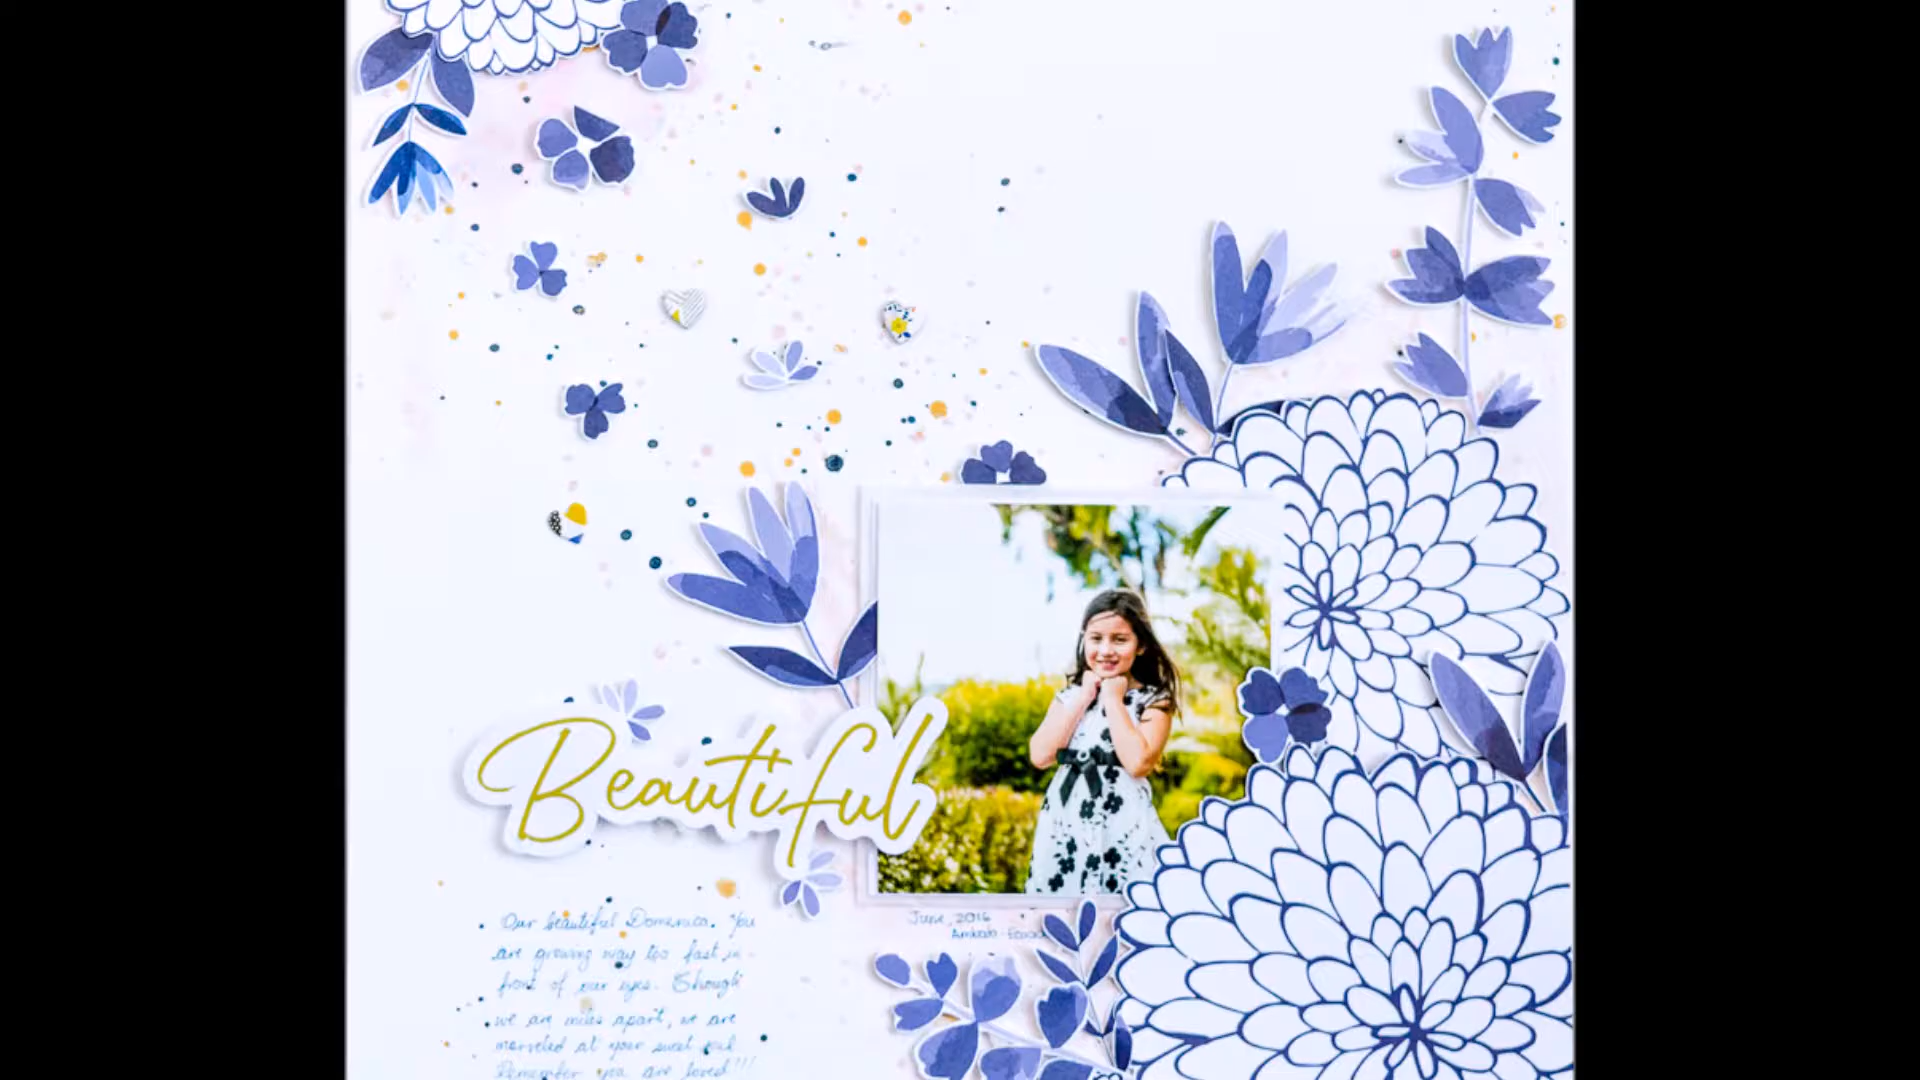 Beautiful
Our beautiful Domenica. You
are growing way too fast in
front of our eyes. Though
we are miles apart, we are
marveled at your sweet soul.
Remember you are loved!!!
June, 2016
Ambato